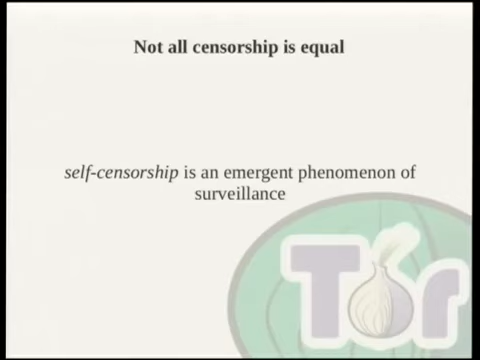 Not all censorship is equal
self-censorship is an emergent phenomenon of
surveillance
Tor